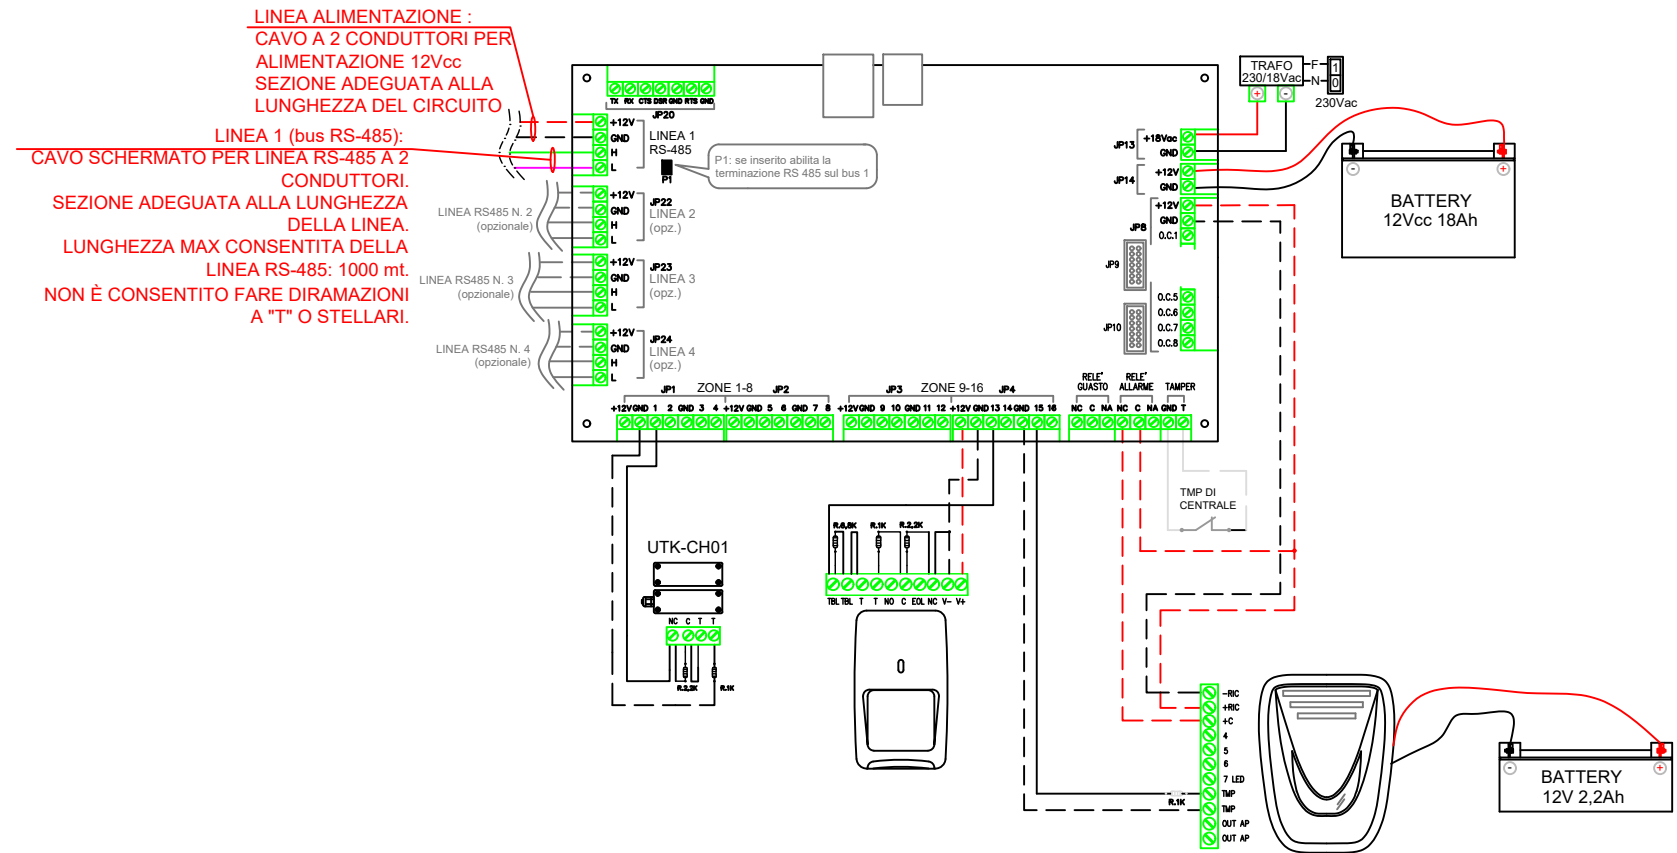 LINEA ALIMENTAZIONE :
CAVO A 2 CONDUTTORI PER
ALIMENTAZIONE 12Vcc
SEZIONE ADEGUATA ALLA
LUNGHEZZA DEL CIRCUITO
LINEA 1 (bus RS-485):
CAVO SCHERMATO PER LINEA RS-485 A 2
CONDUTTORI.
SEZIONE ADEGUATA ALLA LUNGHEZZA
DELLA LINEA.
LUNGHEZZA MAX CONSENTITA DELLA
LINEA RS-485: 1000 mt.
NON È CONSENTITO FARE DIRAMAZIONI
A "T" O STELLARI.
LINEA RS485 N. 2
(opzionale)
LINEA RS485 N. 3
(opzionale)
LINEA RS485 N. 4
(opzionale)
TX RX CTS DSR GND RTS GND
JP20
+12V
GND
H
L
LINEA 1
RS-485
P1
P1: se inserito abilita la
terminazione RS 485 sul bus 1
+12V
GND
H
L
JP22
LINEA 2
(opz.)
+12V
GND
H
L
JP23
LINEA 3
(opz.)
+12V
GND
H
L
JP24
LINEA 4
(opz.)
TRAFO
230/18Vac
F
N
1
0
230Vac
+ -
JP13
+18Vac
GND
JP14
+12V
GND
JP8
+12V
GND
O.C.1
JP9
JP10
O.C.5
O.C.6
O.C.7
O.C.8
- +
BATTERY
12Vcc 18Ah
JP1 ZONE 1-8 JP2
+12V GND 1 2 GND 3 4 +12V GND 5 6 GND 7 8
JP3 ZONE 9-16 JP4
+12V GND 9 10 GND 11 12 +12V GND 13 14 GND 15 16
RELE'
GUASTO
NC C NA
RELE'
ALLARME
NC C NA
TAMPER
GND T
TMP DI
CENTRALE
UTK-CH01
NC C T T
R.2,2K R.1K
R.6,8K R.1K R.2,2K
TBL TBL T T NO C EOL NC V- V+
-RIC
+RIC
+C
4
5
6
7 LED
TMP
TMP
OUT AP
OUT AP
R.1K
- +
BATTERY
12V 2,2Ah